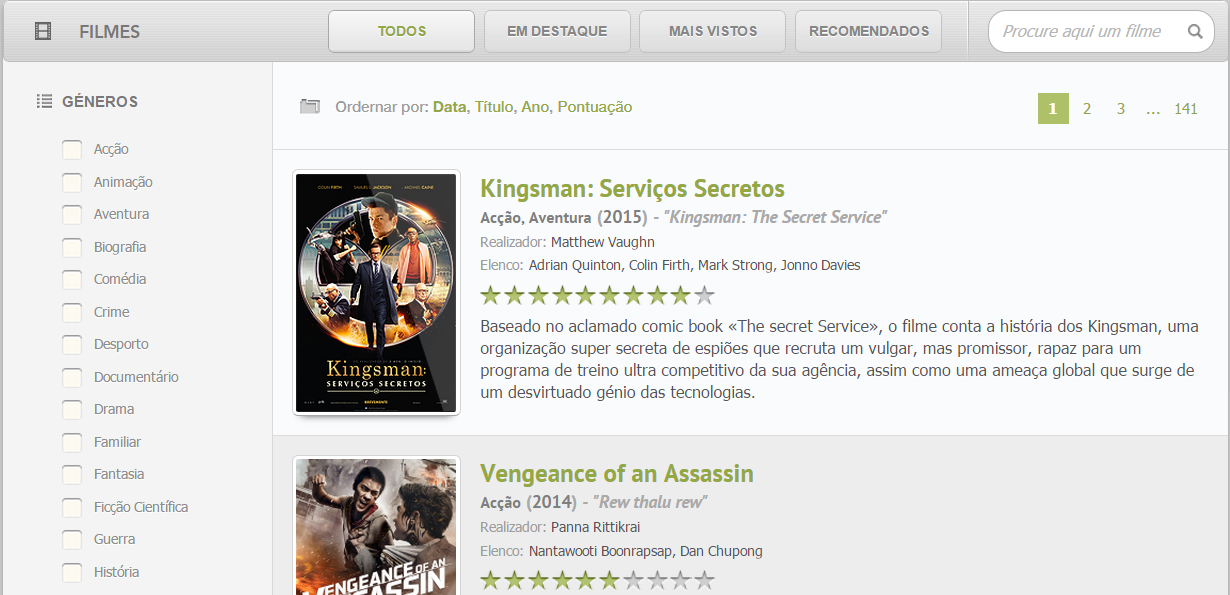 FILMES
TODOS
EM DESTAQUE
MAIS VISTOS
RECOMENDADOS
Procure aqui um filme
GÉNEROS
Acção
Animação
Aventura
Biografia
Comédia
Crime
Desporto
Documentário
Drama
Familiar
Fantasia
Ficção Científica
Guerra
História
Ordernar por: Data, Título, Ano, Pontuação
1 2 3 ... 141
COLIN FIRTH SAMUEL L. JACKSON MICHAEL CAINE
Kingsman:
SERVIÇOS SECRETOS
BREVEMENTE
Kingsman: Serviços Secretos
Acção, Aventura (2015) - "Kingsman: The Secret Service"
Realizador: Matthew Vaughn
Elenco: Adrian Quinton, Colin Firth, Mark Strong, Jonno Davies
Baseado no aclamado comic book «The secret Service», o filme conta a história dos Kingsman, uma
organização super secreta de espiões que recruta um vulgar, mas promissor, rapaz para um
programa de treino ultra competitivo da sua agência, assim como uma ameaça global que surge de
um desvirtuado génio das tecnologias.
VENGEANCE OF AN
ASSASSIN
Vengeance of an Assassin
Acção (2014) - "Rew thalu rew"
Realizador: Panna Rittikrai
Elenco: Nantawooti Boonrapsap, Dan Chupong